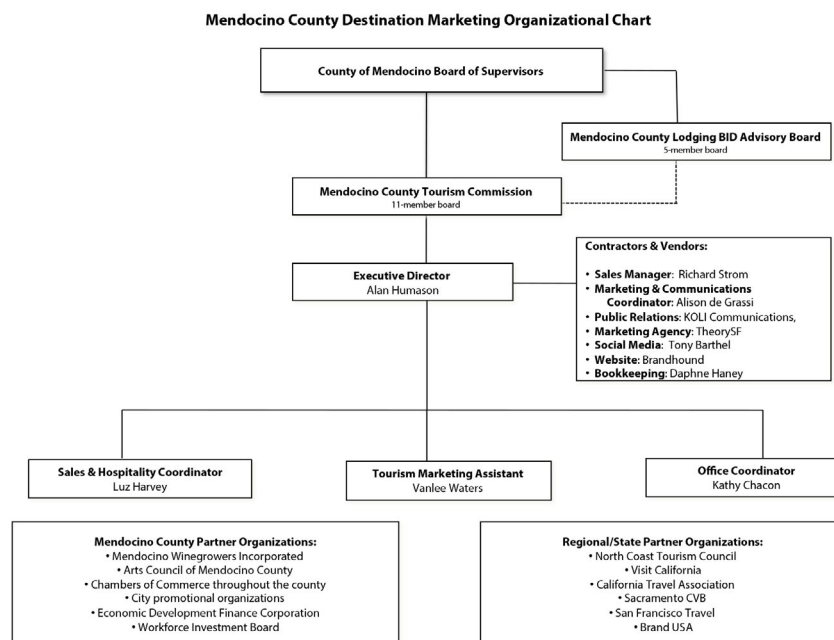 Mendocino County Destination Marketing Organizational Chart
County of Mendocino Board of Supervisors
Mendocino County Lodging BID Advisory Board
5-member board
Mendocino County Tourism Commission
11-member board
Executive Director
Alan Humason
Contractors & Vendors:
• Sales Manager: Richard Strom
• Marketing & Communications
Coordinator: Alison de Grassi
• Public Relations: KOLI Communications,
• Marketing Agency: TheorySF
• Social Media: Tony Barthel
• Website: Brandhound
• Bookkeeping: Daphne Haney
Sales & Hospitality Coordinator
Luz Harvey
Tourism Marketing Assistant
Vanlee Waters
Office Coordinator
Kathy Chacon
Mendocino County Partner Organizations:
• Mendocino Winegrowers Incorporated
• Arts Council of Mendocino County
• Chambers of Commerce throughout the county
• City promotional organizations
• Economic Development Finance Corporation
• Workforce Investment Board
Regional/State Partner Organizations:
• North Coast Tourism Council
• Visit California
• California Travel Association
• Sacramento CVB
• San Francisco Travel
• Brand USA